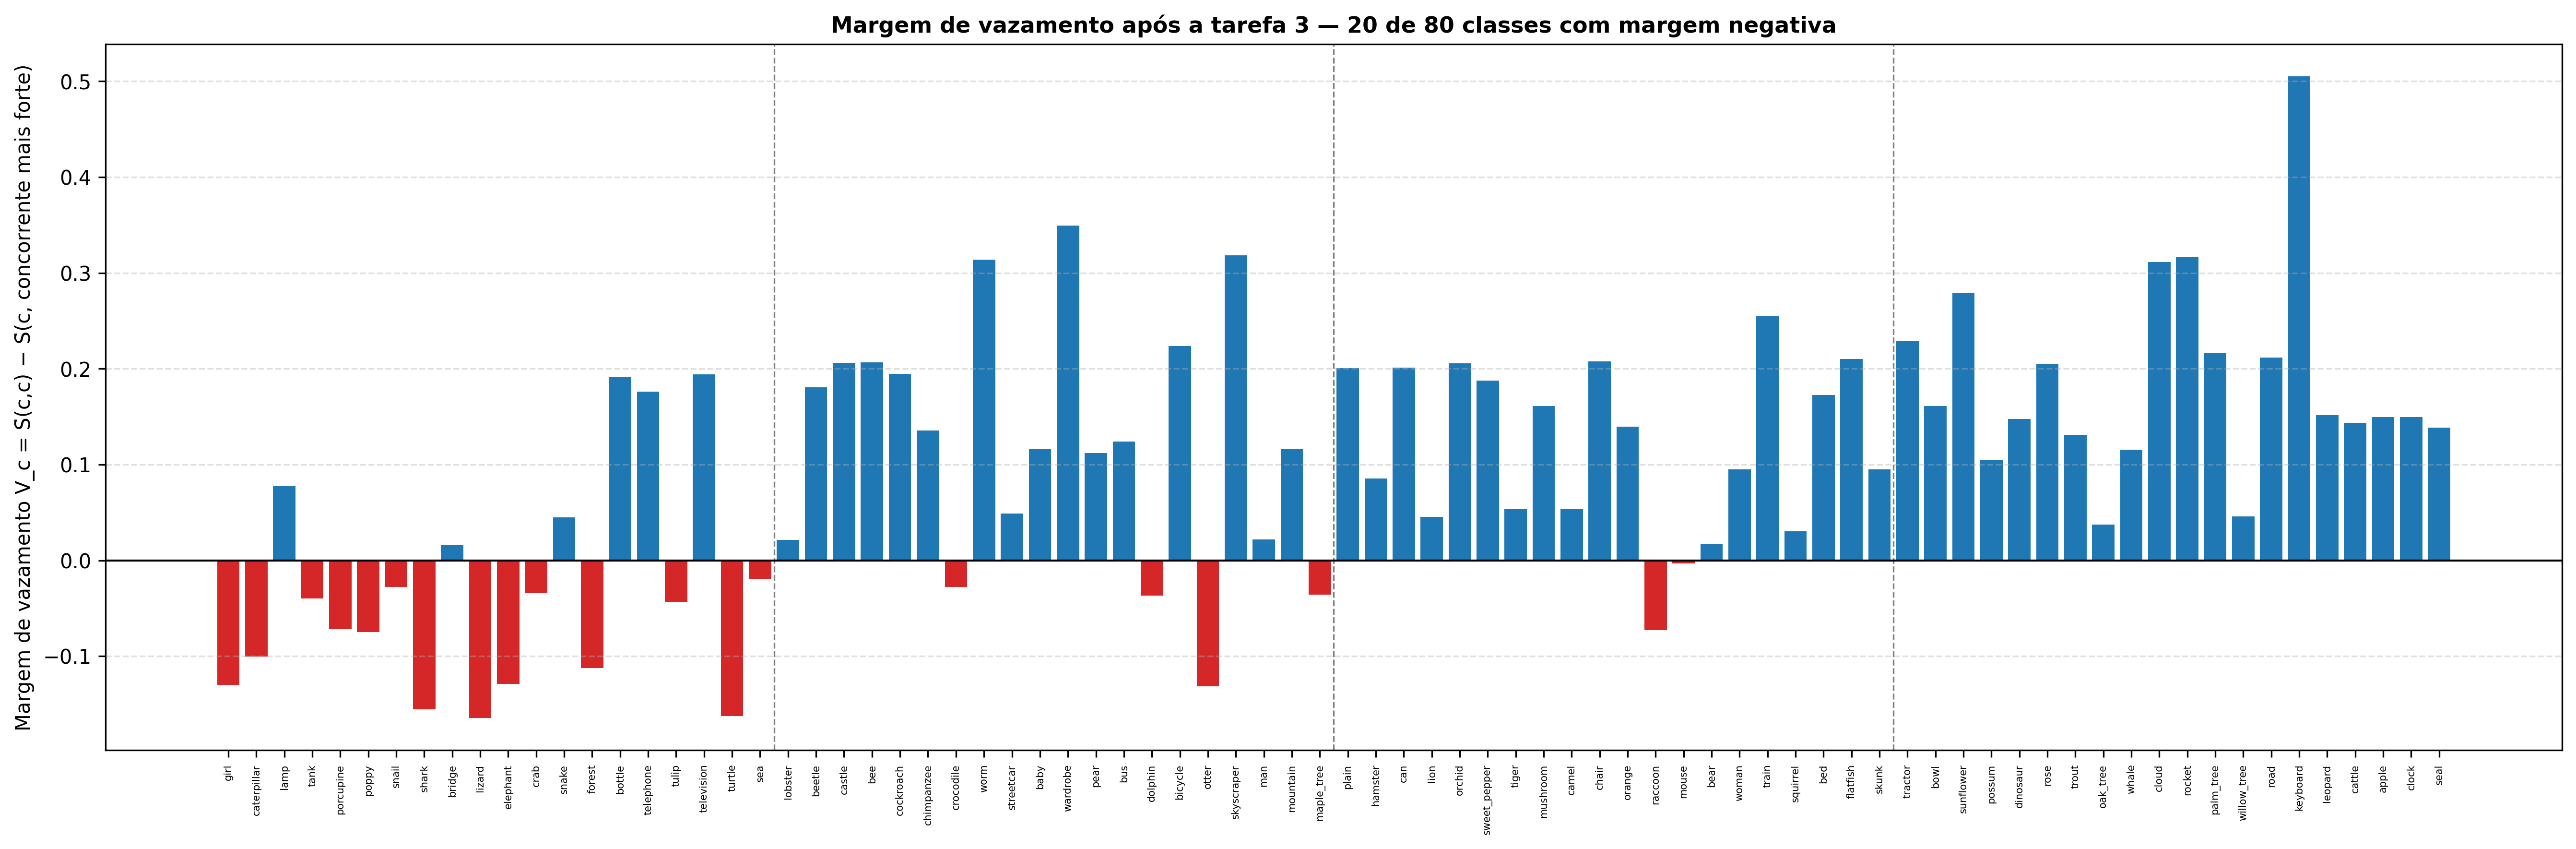 Margem de vazamento após a tarefa 3 — 20 de 80 classes com margem negativa
Margem de vazamento V_c = S(c,c) − S(c, concorrente mais forte)
0.5
0.4
0.3
0.2
0.1
0.0
−0.1
girl
caterpillar
lamp
tank
porcupine
poppy
snail
shark
bridge
lizard
elephant
crab
snake
forest
bottle
telephone
tulip
television
turtle
sea
lobster
beetle
castle
bee
cockroach
chimpanzee
crocodile
worm
streetcar
baby
wardrobe
pear
bus
dolphin
bicycle
otter
skyscraper
man
mountain
maple_tree
plain
hamster
can
lion
orchid
sweet_pepper
tiger
mushroom
camel
chair
orange
raccoon
mouse
bear
woman
train
squirrel
bed
flatfish
skunk
tractor
bowl
sunflower
possum
dinosaur
rose
trout
oak_tree
whale
cloud
rocket
palm_tree
willow_tree
road
keyboard
leopard
cattle
apple
clock
seal